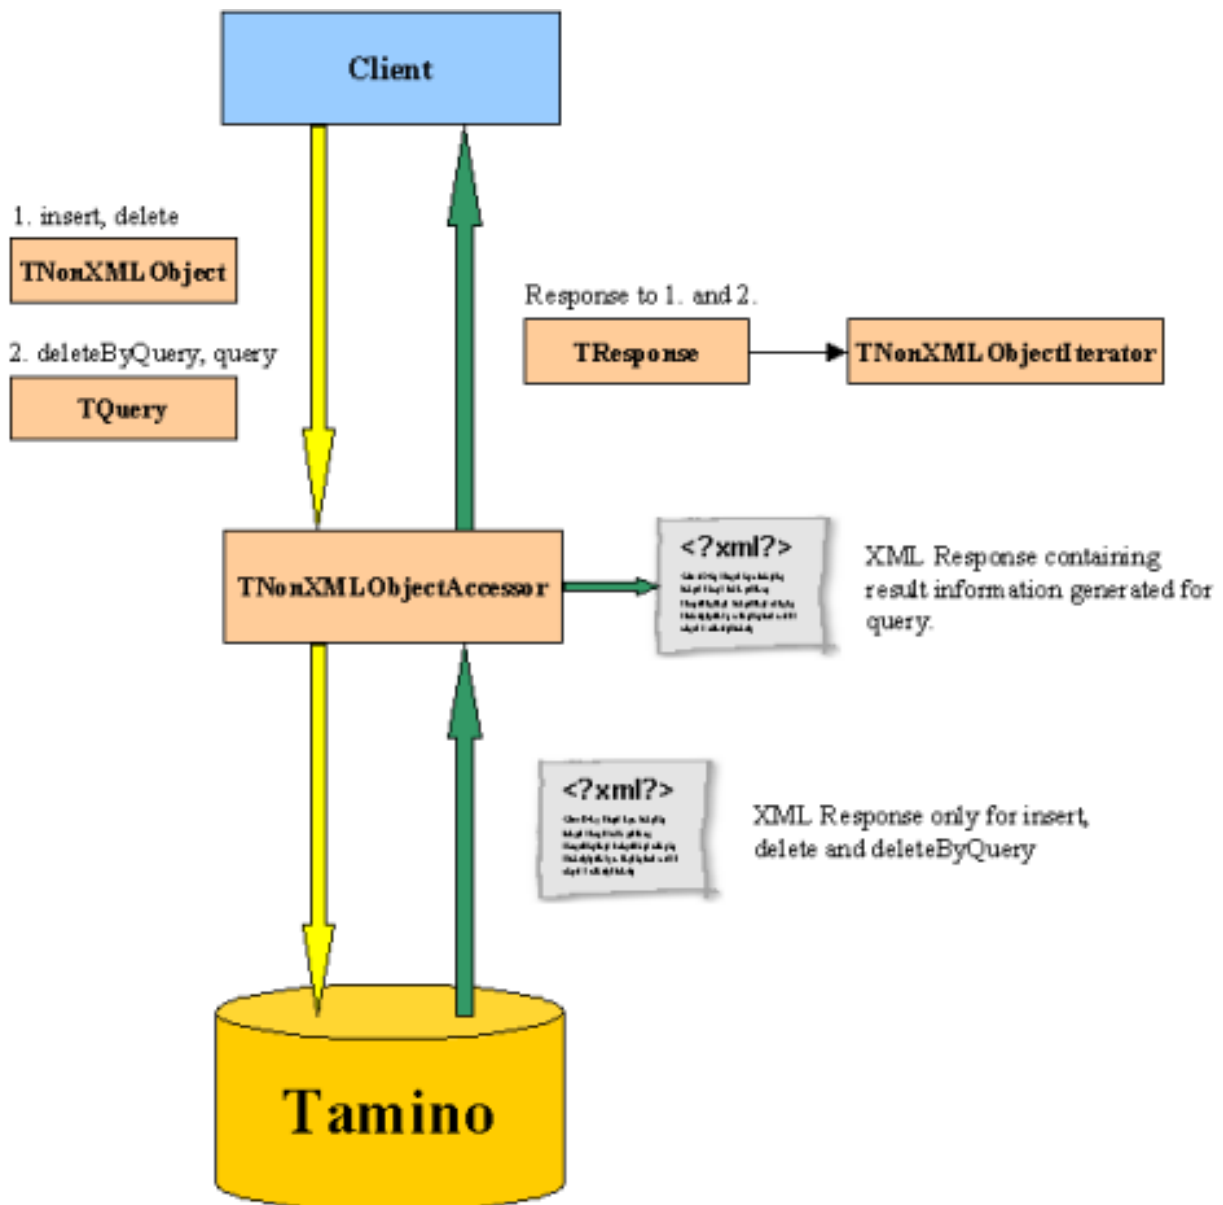 Client
1. insert, delete
TNonXMLObject
2. deleteByQuery, query
TQuery
Response to 1. and 2.
TResponse
TNonXMLObjectIterator
TNonXMLObjectAccessor
<?xml?>
XML Response containing
result information generated for
query.
<?xml?>
XML Response only for insert,
delete and deleteByQuery
Tamino